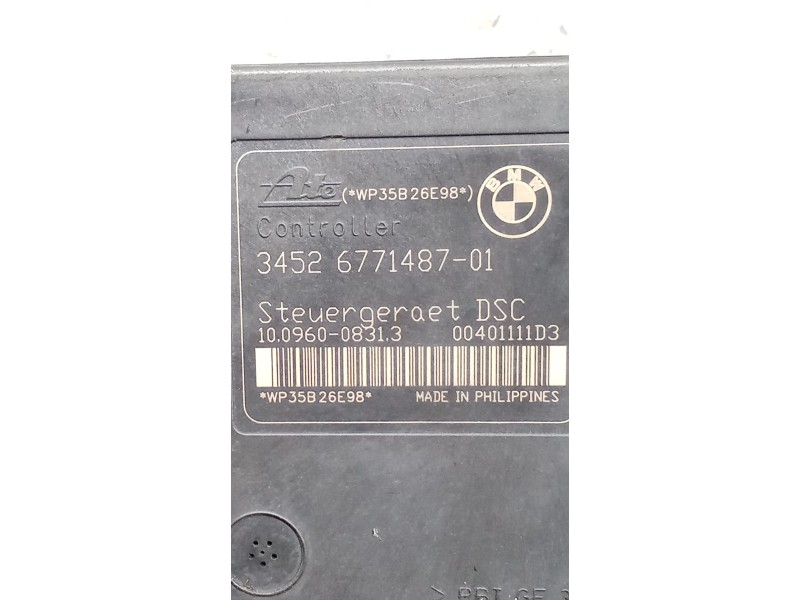 Ate (*WP35B26E98*) BMW
Controller
3452 6771487-01
Steuergeraet DSC
10.0960-0831.3 00401111D3
*WP35B26E98* MADE IN PHILIPPINES